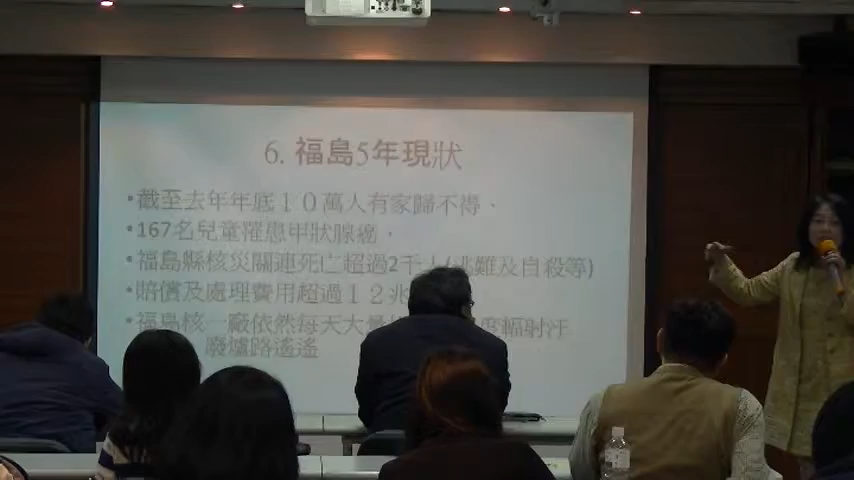 6. 福島5年現狀
•截至去年年底１０萬人有家歸不得、
•167名兒童罹患甲狀腺癌，
•福島縣核災關連死亡超過2千人(逃難及自殺等)
•賠償及處理費用超過１２兆
•福島核一廠依然每天大量 度輻射汙
廢爐路遙遙